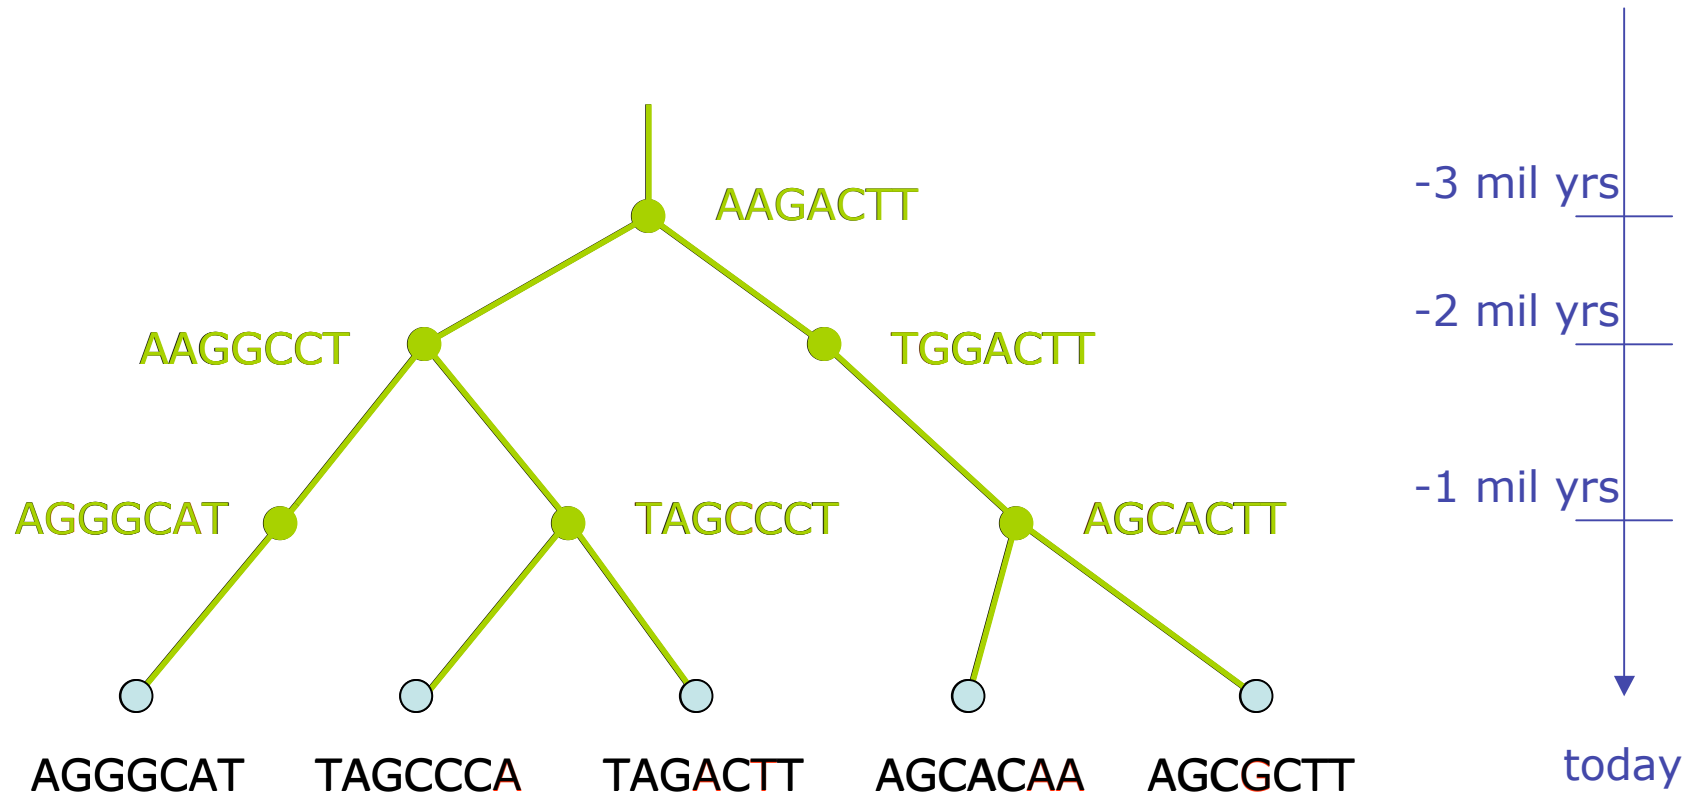 -3 mil yrs
AAGACTT
-2 mil yrs
AAGGCCT
TGGACTT
-1 mil yrs
AGGGCAT
TAGCCCT
AGCACTT
today
AGGGCAT
TAGCCCA
TAGACTT
AGCACAA
AGCGCTT